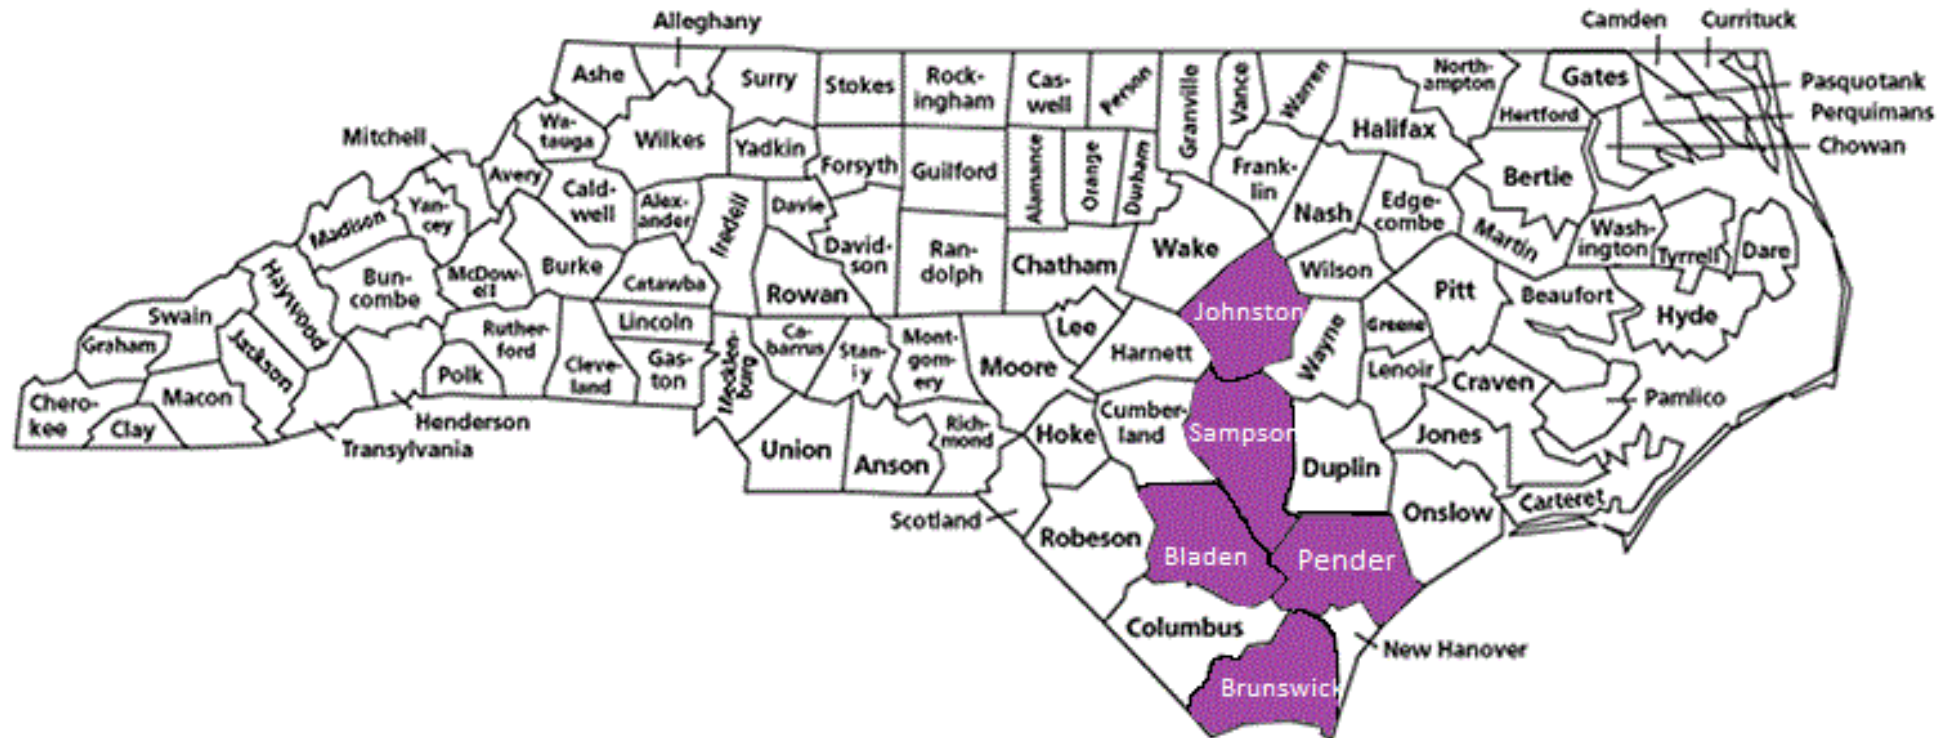 Alleghany
Camden
Currituck
Ashe
Surry
Stokes
Rock-
ingham
Cas-
well
Person
Granville
Vance
Warren
North-
ampton
Gates
Pasquotank
Perquimans
Chowan
Hertford
Mitchell
Wa-
tauga
Wilkes
Yadkin
Forsyth
Guilford
Alamance
Orange
Durham
Frank-
lin
Halifax
Bertie
Avery
Cald-
well
Alex-
ander
Iredell
Davie
Nash
Edge-
combe
Martin
Wash-
ington
Tyrrell
Dare
Madison
Yan-
cey
David-
son
Ran-
dolph
Chatham
Wake
Wilson
Pitt
Beaufort
Hyde
Haywood
Bun-
combe
McDow-
ell
Burke
Catawba
Rowan
Johnston
Swain
Graham
Jackson
Ruther-
ford
Lincoln
Ca-
barrus
Stan-
iy
Mont-
gom-
ery
Lee
Harnett
Wayne
Greene
Moore
Lenoir
Craven
Pamlico
Chero-
kee
Clay
Macon
Polk
Cleve-
land
Gas-
ton
Mecklen-
burg
Henderson
Transylvania
Union
Anson
Rich-
mond
Hoke
Cumber-
land
Sampson
Duplin
Jones
Onslow
Carteret
Scotland
Robeson
Bladen
Pender
Columbus
New Hanover
Brunswick